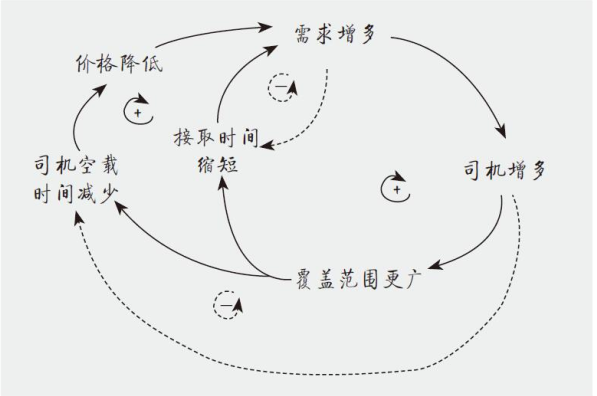 需求增多
价格降低
+
—
接取时间
缩短
司机空载
时间减少
司机增多
+
覆盖范围更广
—